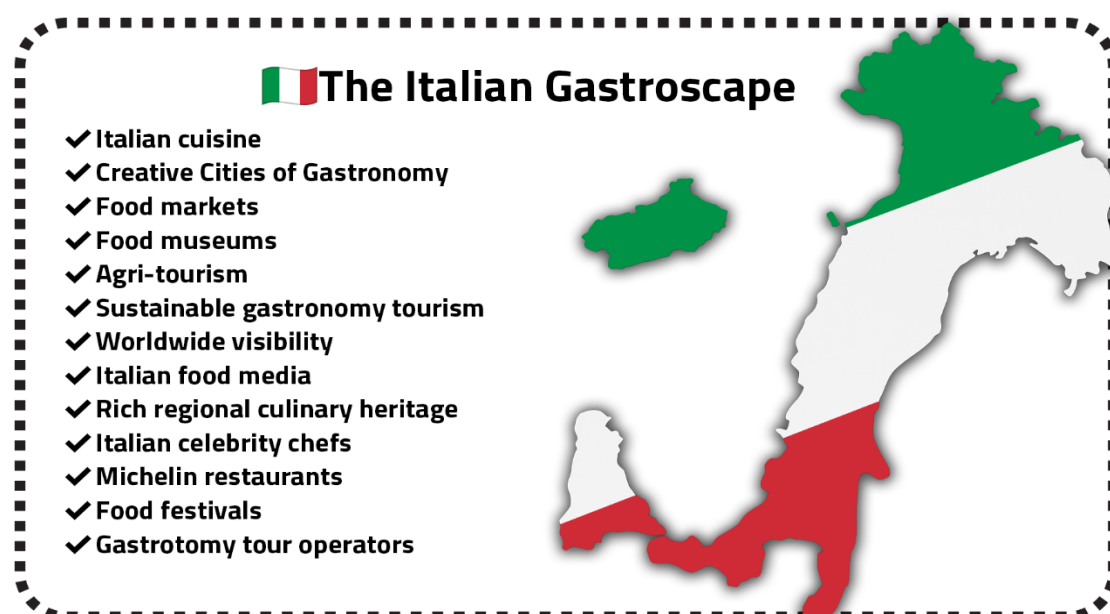 The Italian Gastroscape
Italian cuisine
Creative Cities of Gastronomy
Food markets
Food museums
Agri-tourism
Sustainable gastronomy tourism
Worldwide visibility
Italian food media
Rich regional culinary heritage
Italian celebrity chefs
Michelin restaurants
Food festivals
Gastrotomy tour operators